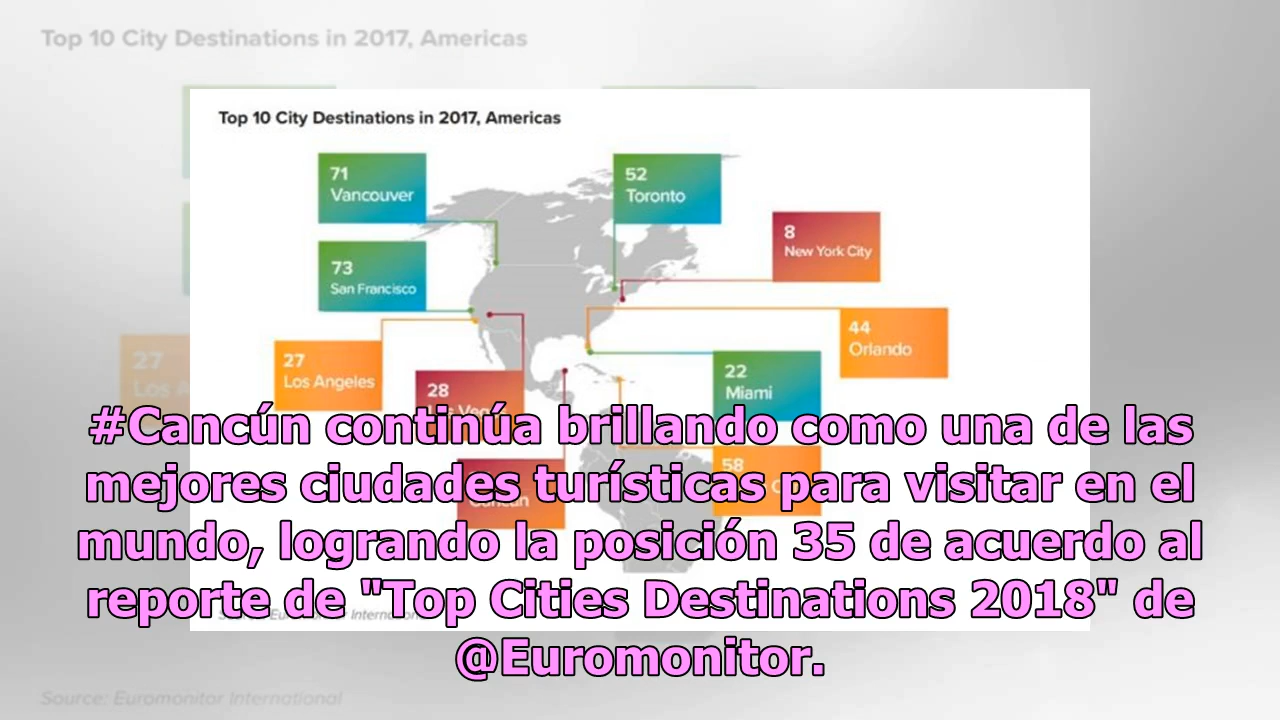 Top 10 City Destinations in 2017, Americas
Top 10 City Destinations in 2017, Americas
71
Vancouver
52
Toronto
8
New York City
73
San Francisco
44
Orlando
27
Los Angeles
27
Los A
28
22
Miami
58
Cancún
#Cancún continúa brillando como una de las
mejores ciudades turísticas para visitar en el
mundo, logrando la posición 35 de acuerdo al
reporte de "Top Cities Destinations 2018" de
@Euromonitor.
Source: Euromonitor International